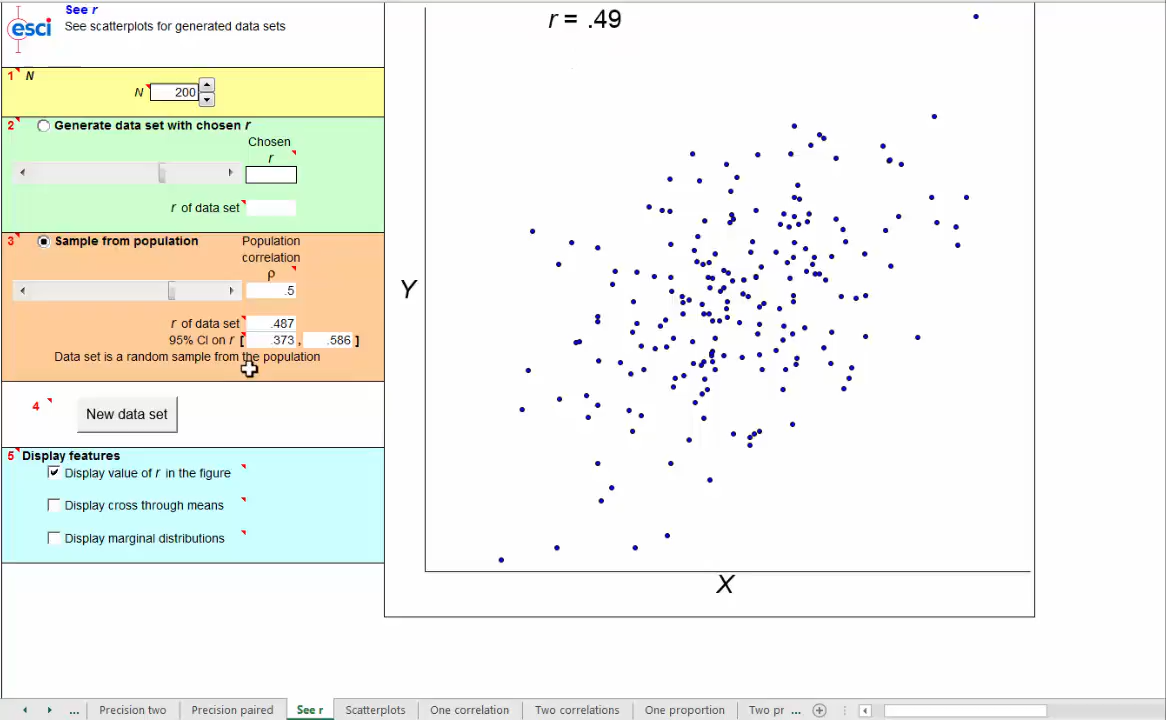 See r
esci
See scatterplots for generated data sets
1 N
N 200
2 Generate data set with chosen r
Chosen
r
r of data set
3 Sample from population
Population
correlation
ρ
.5
r of data set .487
95% CI on r [ .373 , .586 ]
Data set is a random sample from the population
4 New data set
5 Display features
Display value of r in the figure
Display cross through means
Display marginal distributions
r = .49
Y
X
... Precision two Precision paired See r Scatterplots One correlation Two correlations One proportion Two pr ...